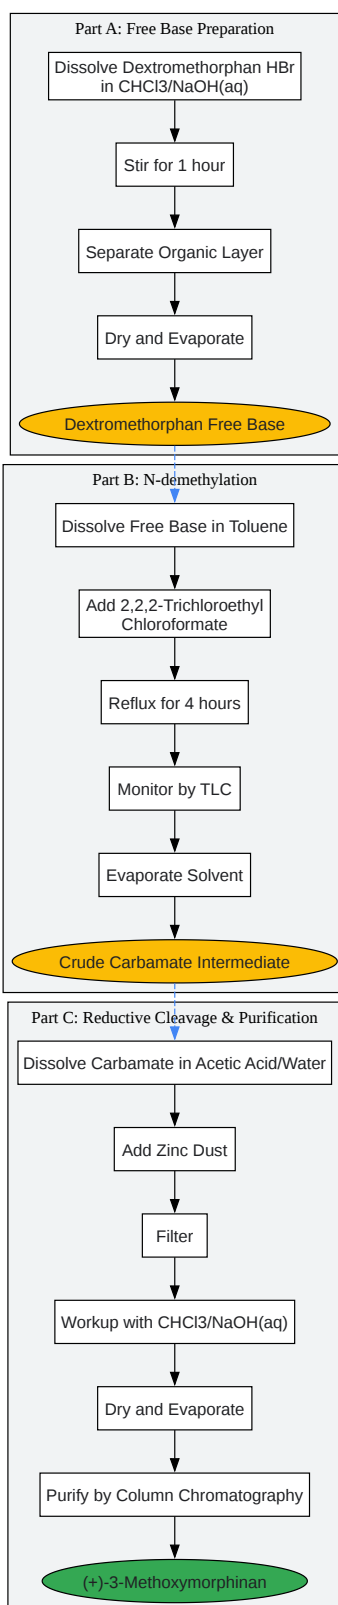 Part A: Free Base Preparation
Dissolve Dextromethorphan HBr
in CHCl3/NaOH(aq)
Stir for 1 hour
Separate Organic Layer
Dry and Evaporate
Dextromethorphan Free Base
Part B: N-demethylation
Dissolve Free Base in Toluene
Add 2,2,2-Trichloroethyl
Chloroformate
Reflux for 4 hours
Monitor by TLC
Evaporate Solvent
Crude Carbamate Intermediate
Part C: Reductive Cleavage & Purification
Dissolve Carbamate in Acetic Acid/Water
Add Zinc Dust
Filter
Workup with CHCl3/NaOH(aq)
Dry and Evaporate
Purify by Column Chromatography
(+)-3-Methoxymorphinan